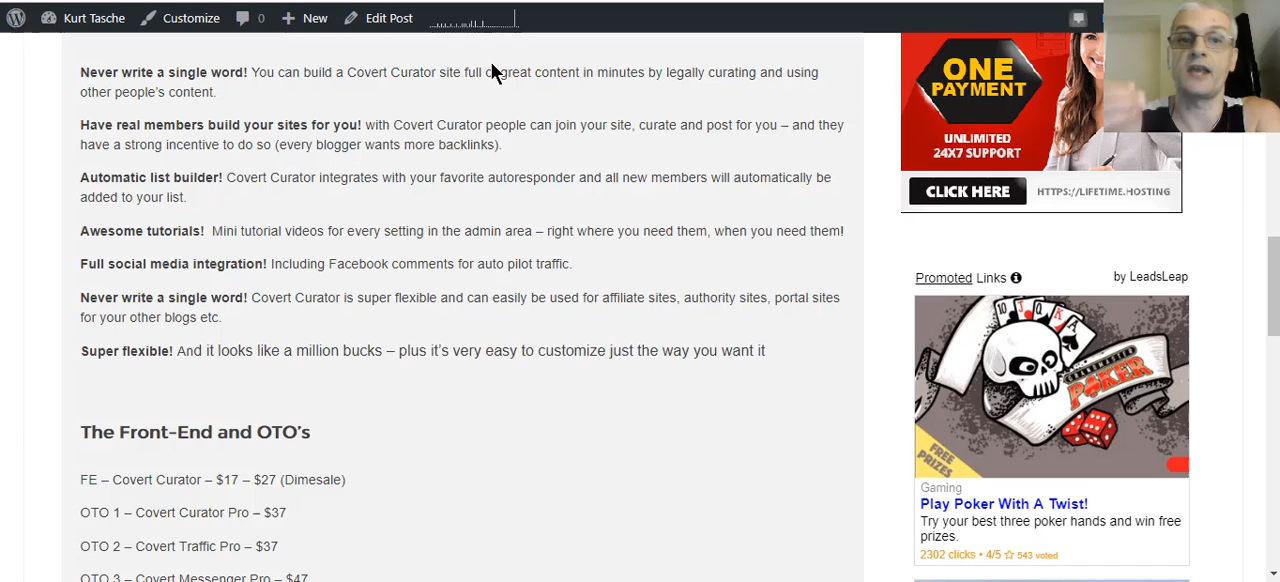 Kurt Tasche
Customize
0
New
Edit Post
Never write a single word! You can build a Covert Curator site full of great content in minutes by legally curating and using
other people's content.
Have real members build your sites for you! with Covert Curator people can join your site, curate and post for you – and they
have a strong incentive to do so (every blogger wants more backlinks).
Automatic list builder! Covert Curator integrates with your favorite autoresponder and all new members will automatically be
added to your list.
Awesome tutorials!  Mini tutorial videos for every setting in the admin area – right where you need them, when you need them!
Full social media integration! Including Facebook comments for auto pilot traffic.
Never write a single word! Covert Curator is super flexible and can easily be used for affiliate sites, authority sites, portal sites
for your other blogs etc.
Super flexible! And it looks like a million bucks – plus it's very easy to customize just the way you want it
The Front-End and OTO's
FE – Covert Curator – $17 – $27 (Dimesale)
OTO 1 – Covert Curator Pro – $37
OTO 2 – Covert Traffic Pro – $37
OTO 3 – Covert Messenger Pro – $47
ONE
PAYMENT
UNLIMITED
24X7 SUPPORT
CLICK HERE
HTTPS://LIFETIME.HOSTING
Promoted Links
by LeadsLeap
10 J Q K A
POKER
FREE
PRIZES
Gaming
Play Poker With A Twist!
Try your best three poker hands and win free
prizes.
2302 clicks • 4/5 ☆ 543 voted